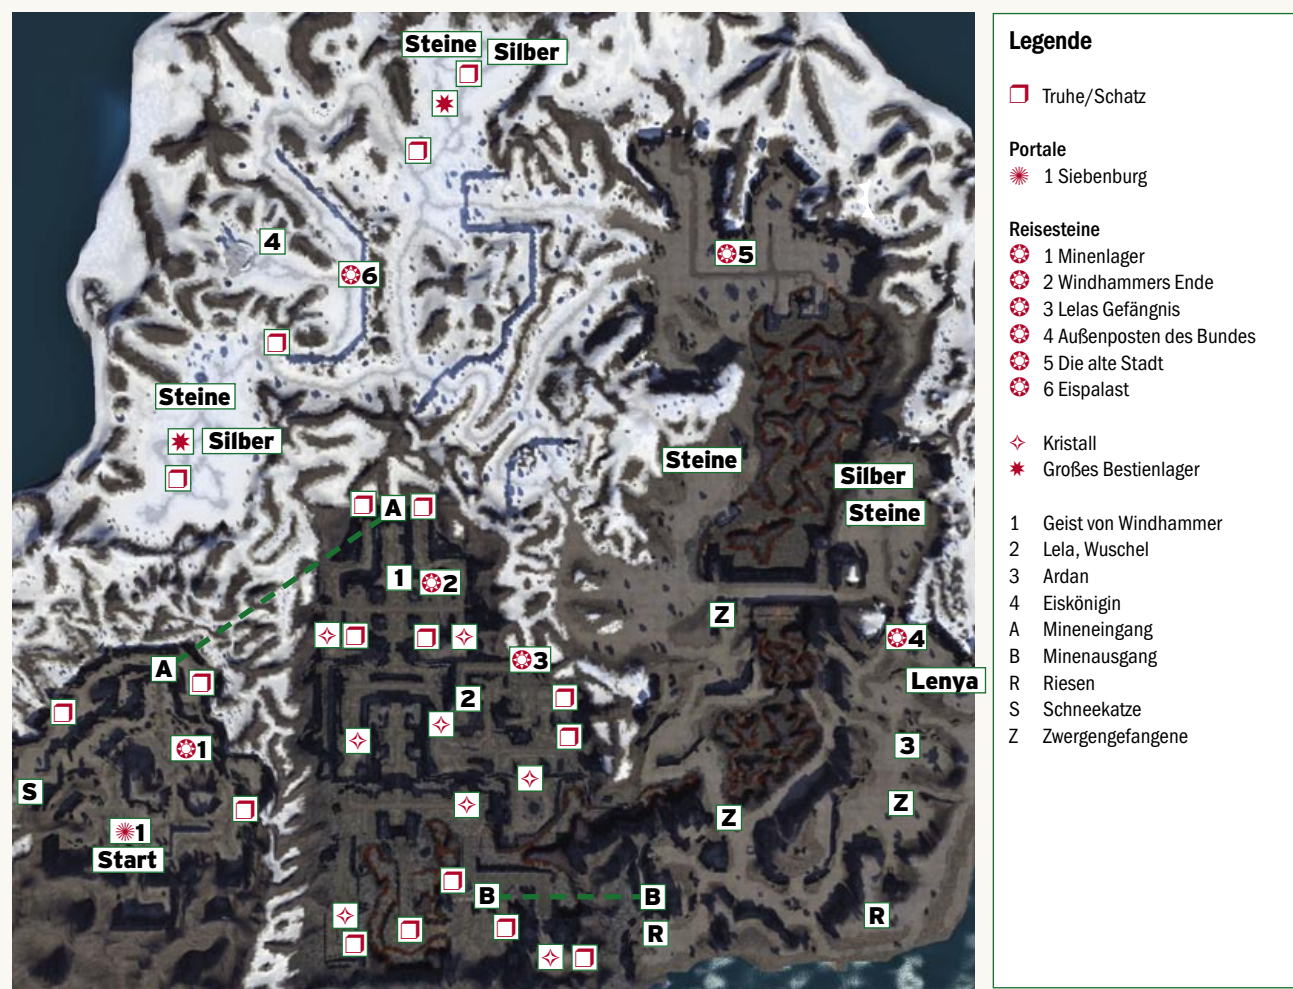 Steine
Silber
4
6
5
Steine
Silber
Steine
Silber
Steine
A
1
2
Z
3
4
A
Lenya
2
1
3
S
Z
Z
1
Start
B
B
R
R
Legende
Truhe/Schatz
Portale
1 Siebenburg
Reisesteine
1 Minenlager
2 Windhammers Ende
3 Lelas Gefängnis
4 Außenposten des Bundes
5 Die alte Stadt
6 Eispalast
Kristall
Großes Bestienlager
1 Geist von Windhammer
2 Lela, Wuschel
3 Ardan
4 Eiskönigin
A Mineneingang
B Minenausgang
R Riesen
S Schneekatze
Z Zwergengefangene